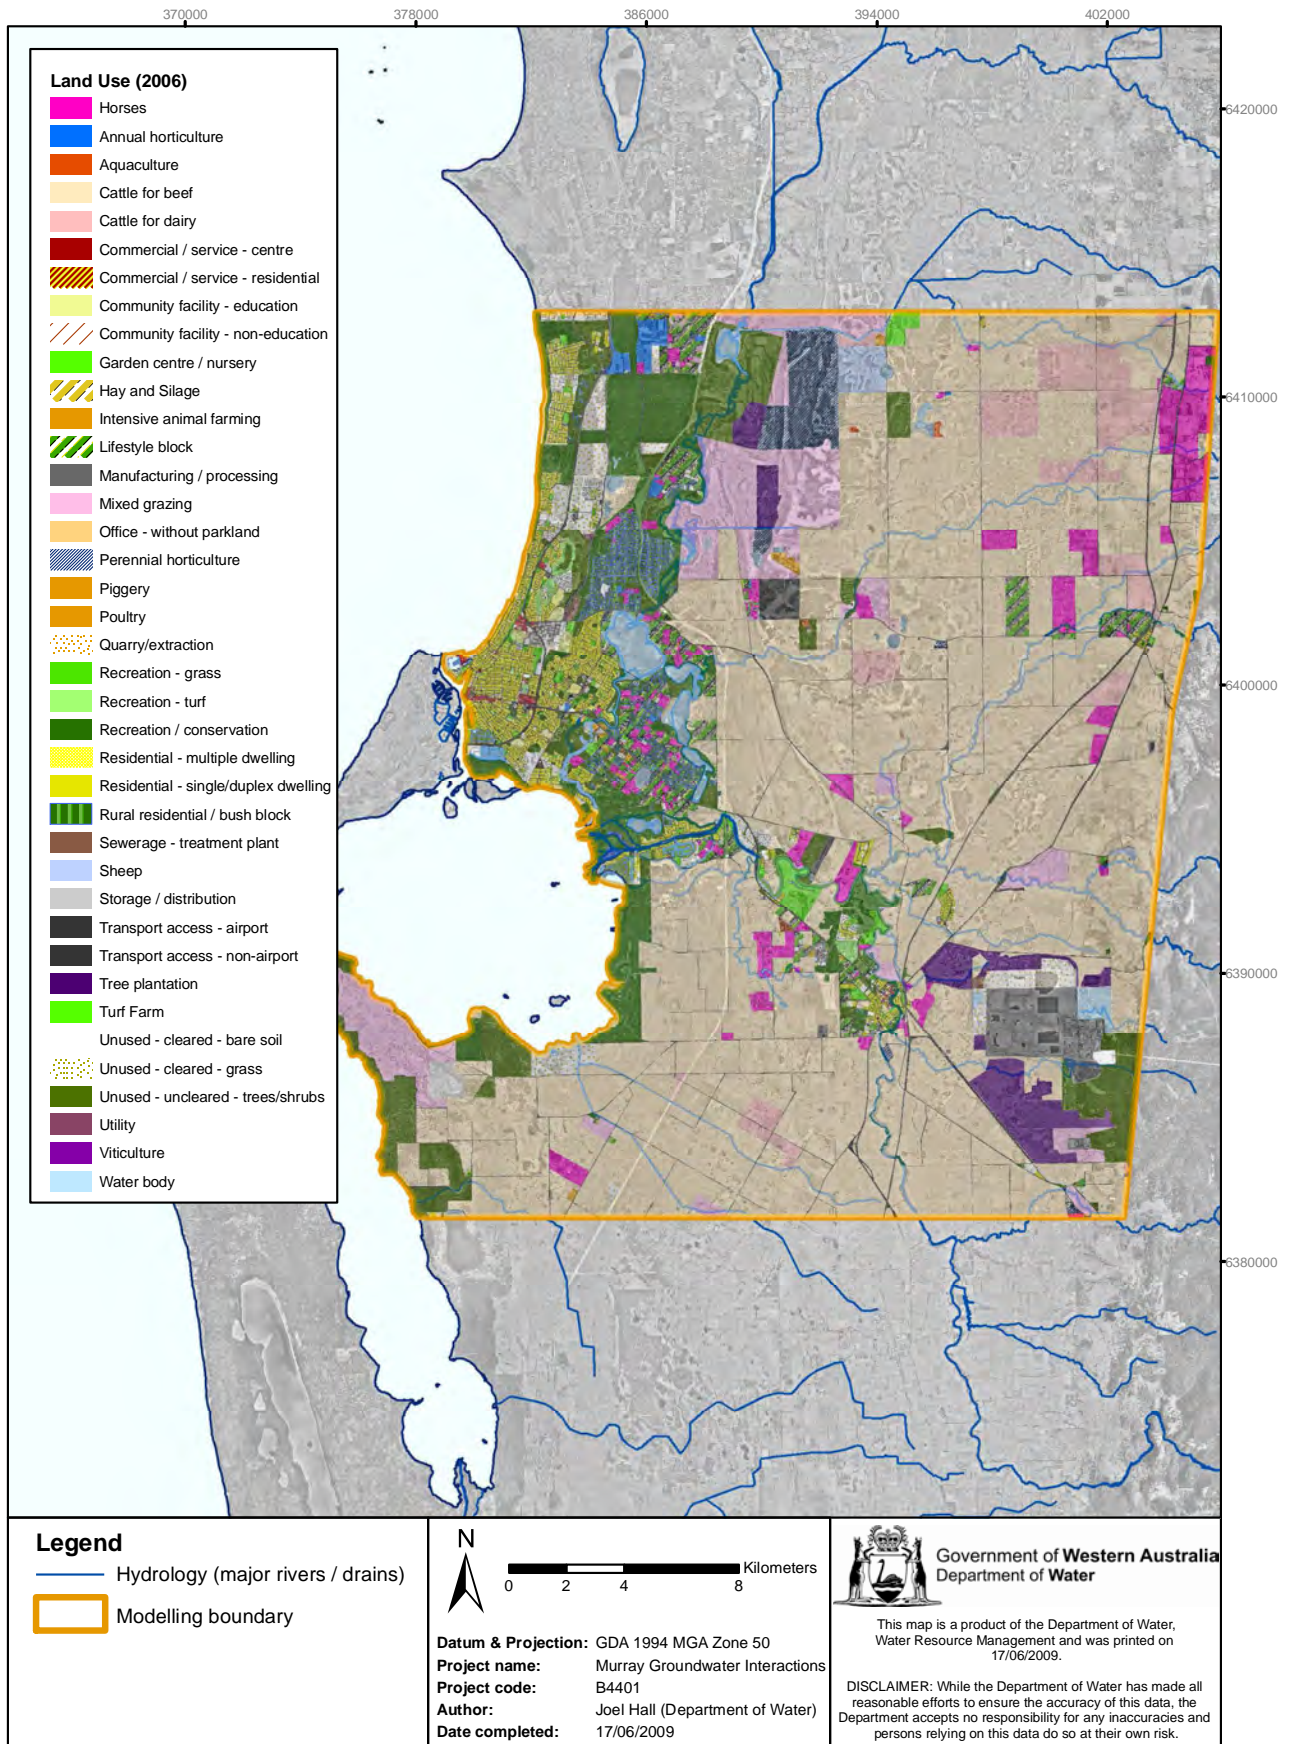 370000
378000
386000
394000
402000
6420000
6410000
6400000
6390000
6380000
Land Use (2006)
Horses
Annual horticulture
Aquaculture
Cattle for beef
Cattle for dairy
Commercial / service - centre
Commercial / service - residential
Community facility - education
Community facility - non-education
Garden centre / nursery
Hay and Silage
Intensive animal farming
Lifestyle block
Manufacturing / processing
Mixed grazing
Office - without parkland
Perennial horticulture
Piggery
Poultry
Quarry/extraction
Recreation - grass
Recreation - turf
Recreation / conservation
Residential - multiple dwelling
Residential - single/duplex dwelling
Rural residential / bush block
Sewerage - treatment plant
Sheep
Storage / distribution
Transport access - airport
Transport access - non-airport
Tree plantation
Turf Farm
Unused - cleared - bare soil
Unused - cleared - grass
Unused - uncleared - trees/shrubs
Utility
Viticulture
Water body
Legend
Hydrology (major rivers / drains)
Modelling boundary
N
Kilometers
0 2 4 8
Datum & Projection: GDA 1994 MGA Zone 50
Project name: Murray Groundwater Interactions
Project code: B4401
Author: Joel Hall (Department of Water)
Date completed: 17/06/2009
Government of Western Australia
Department of Water
This map is a product of the Department of Water,
Water Resource Management and was printed on
17/06/2009.
DISCLAIMER: While the Department of Water has made all
reasonable efforts to ensure the accuracy of this data, the
Department accepts no responsibility for any inaccuracies and
persons relying on this data do so at their own risk.